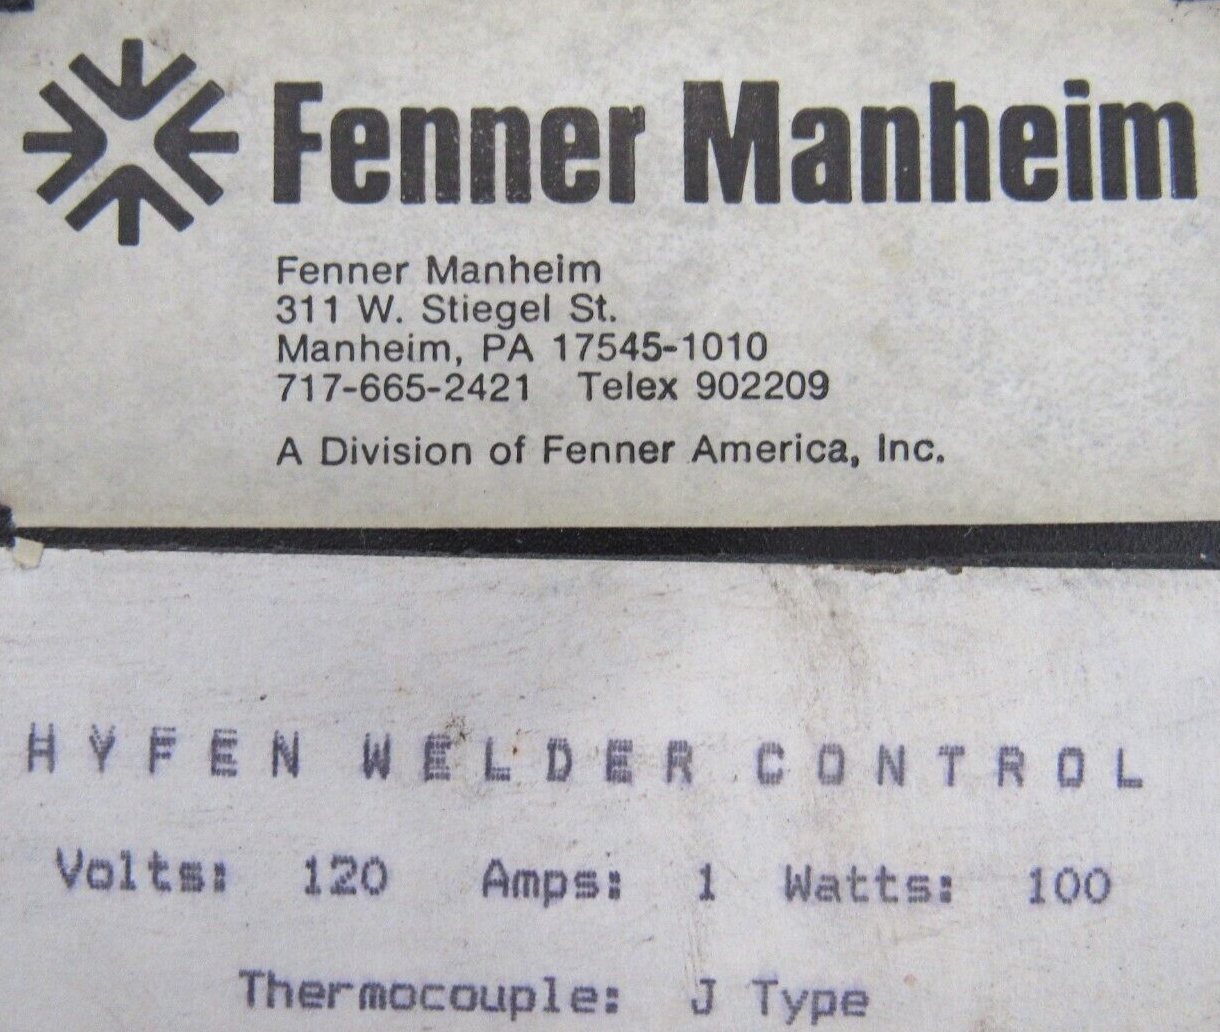 Fenner Manheim
Fenner Manheim
311 W. Stiegel St.
Manheim, PA 17545-1010
717-665-2421 Telex 902209
A Division of Fenner America, Inc.
HYFEN WELDER CONTROL
Volts: 120 Amps: 1 Watts: 100
Thermocouple: J Type